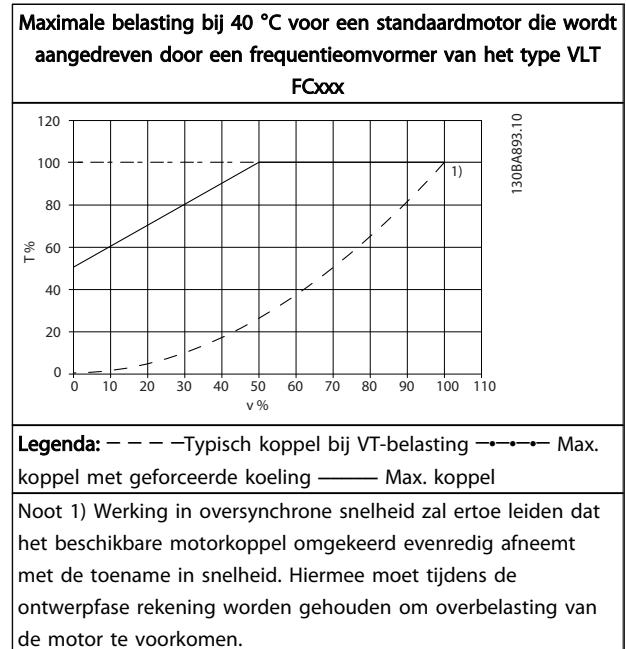 Maximale belasting bij 40 °C voor een standaardmotor die wordt
aangedreven door een frequentieomvormer van het type VLT
FCxxx
120
100
80
60
40
20
0
T %
0 10 20 30 40 50 60 70 80 90 100 110
v %
1)
130BA893.10
Legenda: – – – –Typisch koppel bij VT-belasting –•–•–•– Max.
koppel met geforceerde koeling ——— Max. koppel
Noot 1) Werking in oversynchrone snelheid zal ertoe leiden dat
het beschikbare motorkoppel omgekeerd evenredig afneemt
met de toename in snelheid. Hiermee moet tijdens de
ontwerpfase rekening worden gehouden om overbelasting van
de motor te voorkomen.